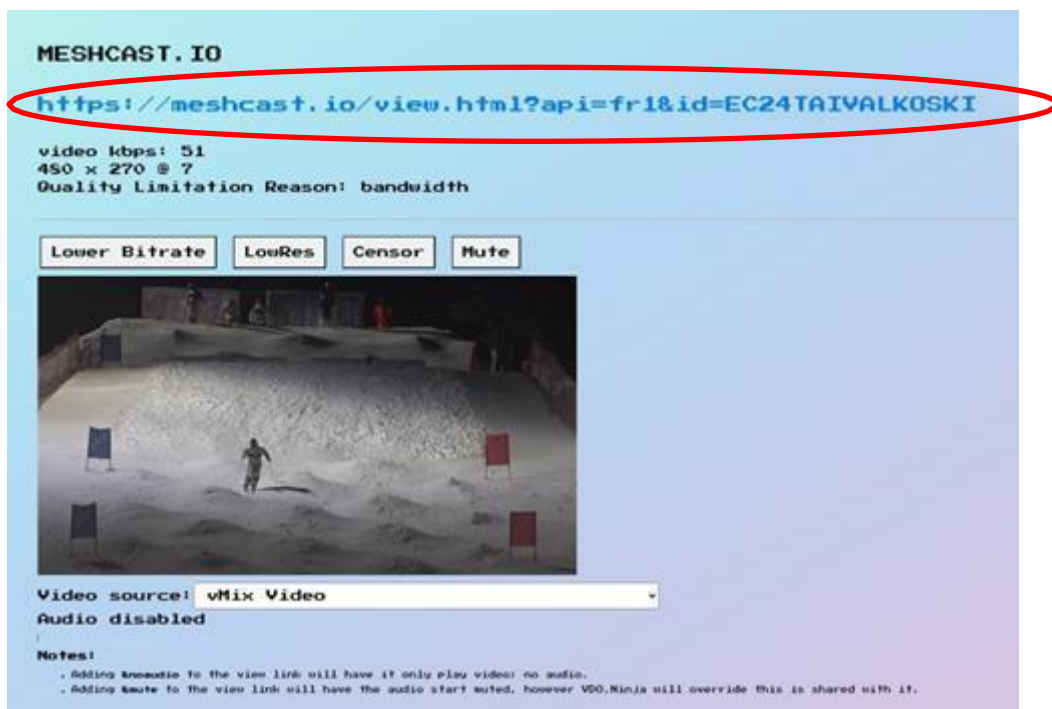 MESHCAST.IO
https://meshcast.io/view.html?api=fr1&id=EC24TAIVALKOSKI
video kbps: 51
480 x 270 @ 7
Quality Limitation Reason: bandwidth
Lower Bitrate LowRes Censor Mute
Video source: vMix Video
Audio disabled
Notes:
. Adding &noaudio to the view link will have it only play video; no audio.
. Adding &mute to the view link will have the audio start muted, however VDO.Ninja will override this is shared with it.